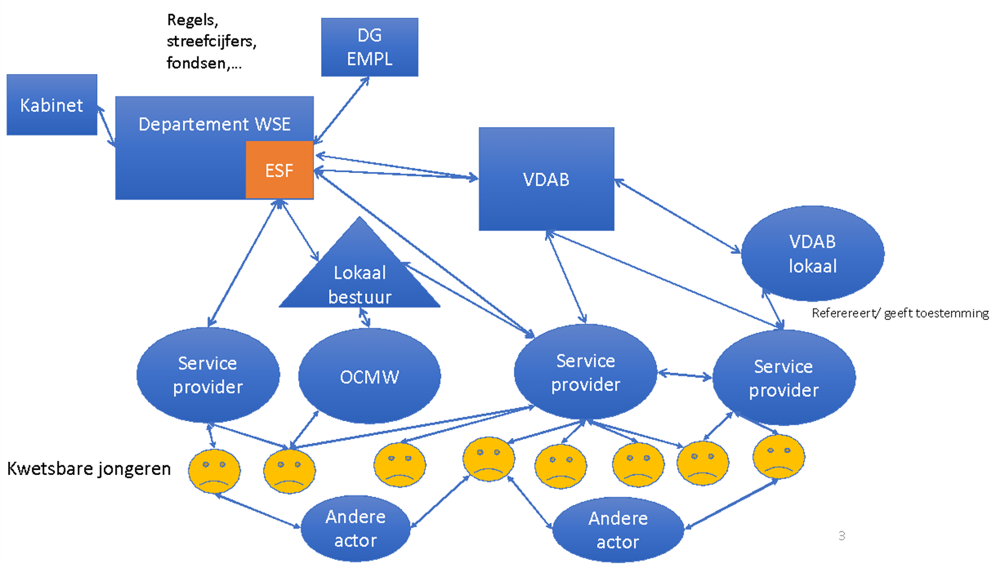 Regels,
streefcijfers,
fondsen,...
DG
EMPL
Kabinet
Departement WSE
ESF
VDAB
VDAB
lokaal
Lokaal
bestuur
Referereert/ geeft toestemming
Service
provider
OCMW
Service
provider
Service
provider
Kwetsbare jongeren
Andere
actor
Andere
actor
3